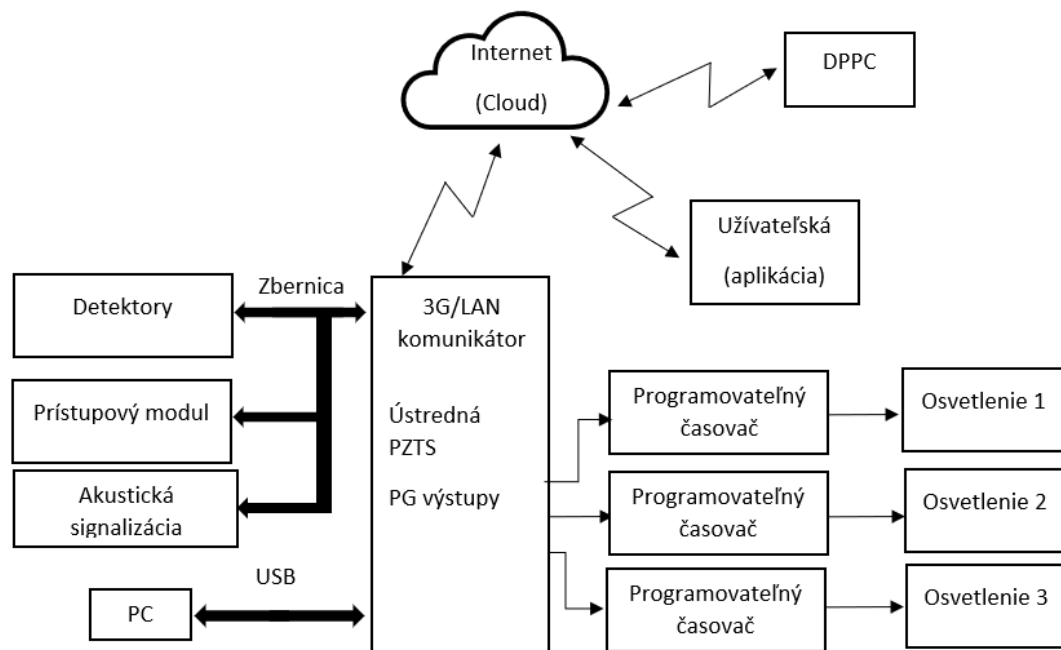 Internet
(Cloud)
DPPC
Užívateľská
(aplikácia)
Zbernica
Detektory
Prístupový modul
Akustická
signalizácia
USB
PC
3G/LAN
komunikátor
Ústredná
PZTS
PG výstupy
Programovateľný
časovač
Osvetlenie 1
Programovateľný
časovač
Osvetlenie 2
Programovateľný
časovač
Osvetlenie 3